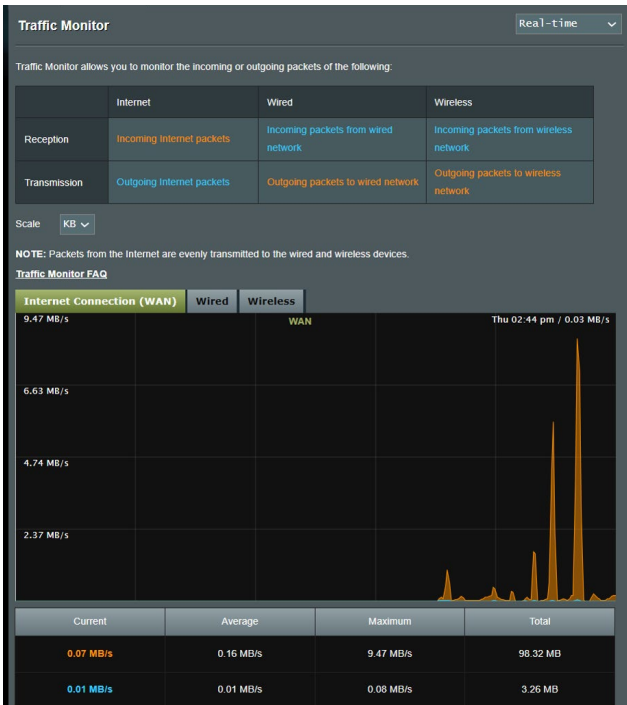 Traffic Monitor
Real-time
Traffic Monitor allows you to monitor the incoming or outgoing packets of the following:
Internet Wired Wireless
Reception Incoming Internet packets Incoming packets from wired network Incoming packets from wireless network
Transmission Outgoing Internet packets Outgoing packets to wired network Outgoing packets to wireless network
Scale KB
NOTE: Packets from the Internet are evenly transmitted to the wired and wireless devices.
Traffic Monitor FAQ
Internet Connection (WAN) Wired Wireless
9.47 MB/s WAN Thu 02:44 pm / 0.03 MB/s
6.63 MB/s
4.74 MB/s
2.37 MB/s
Current Average Maximum Total
0.07 MB/s 0.16 MB/s 9.47 MB/s 98.32 MB
0.01 MB/s 0.01 MB/s 0.08 MB/s 3.26 MB